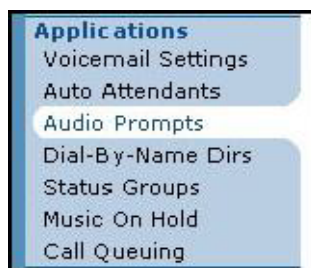 Applications
Voicemail Settings
Auto Attendants
Audio Prompts
Dial-By-Name Dirs
Status Groups
Music On Hold
Call Queuing